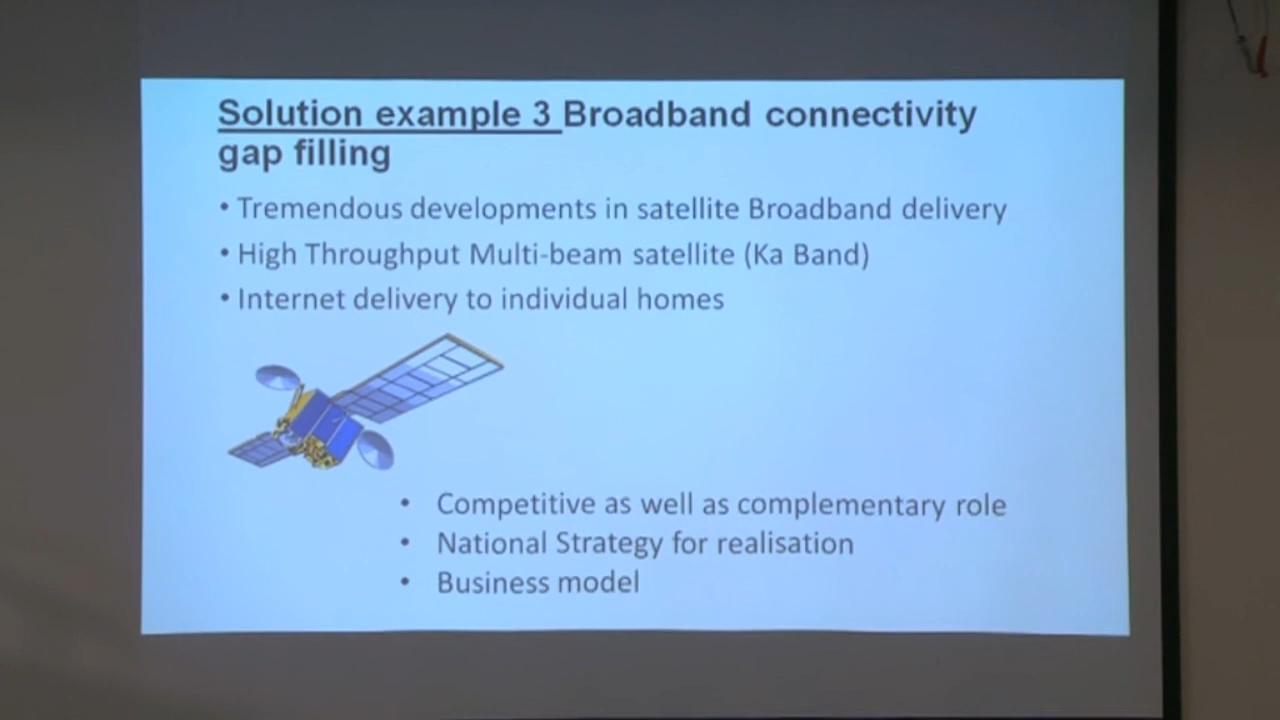 Solution example 3 Broadband connectivity
gap filling
• Tremendous developments in satellite Broadband delivery
• High Throughput Multi-beam satellite (Ka Band)
• Internet delivery to individual homes
• Competitive as well as complementary role
• National Strategy for realisation
• Business model